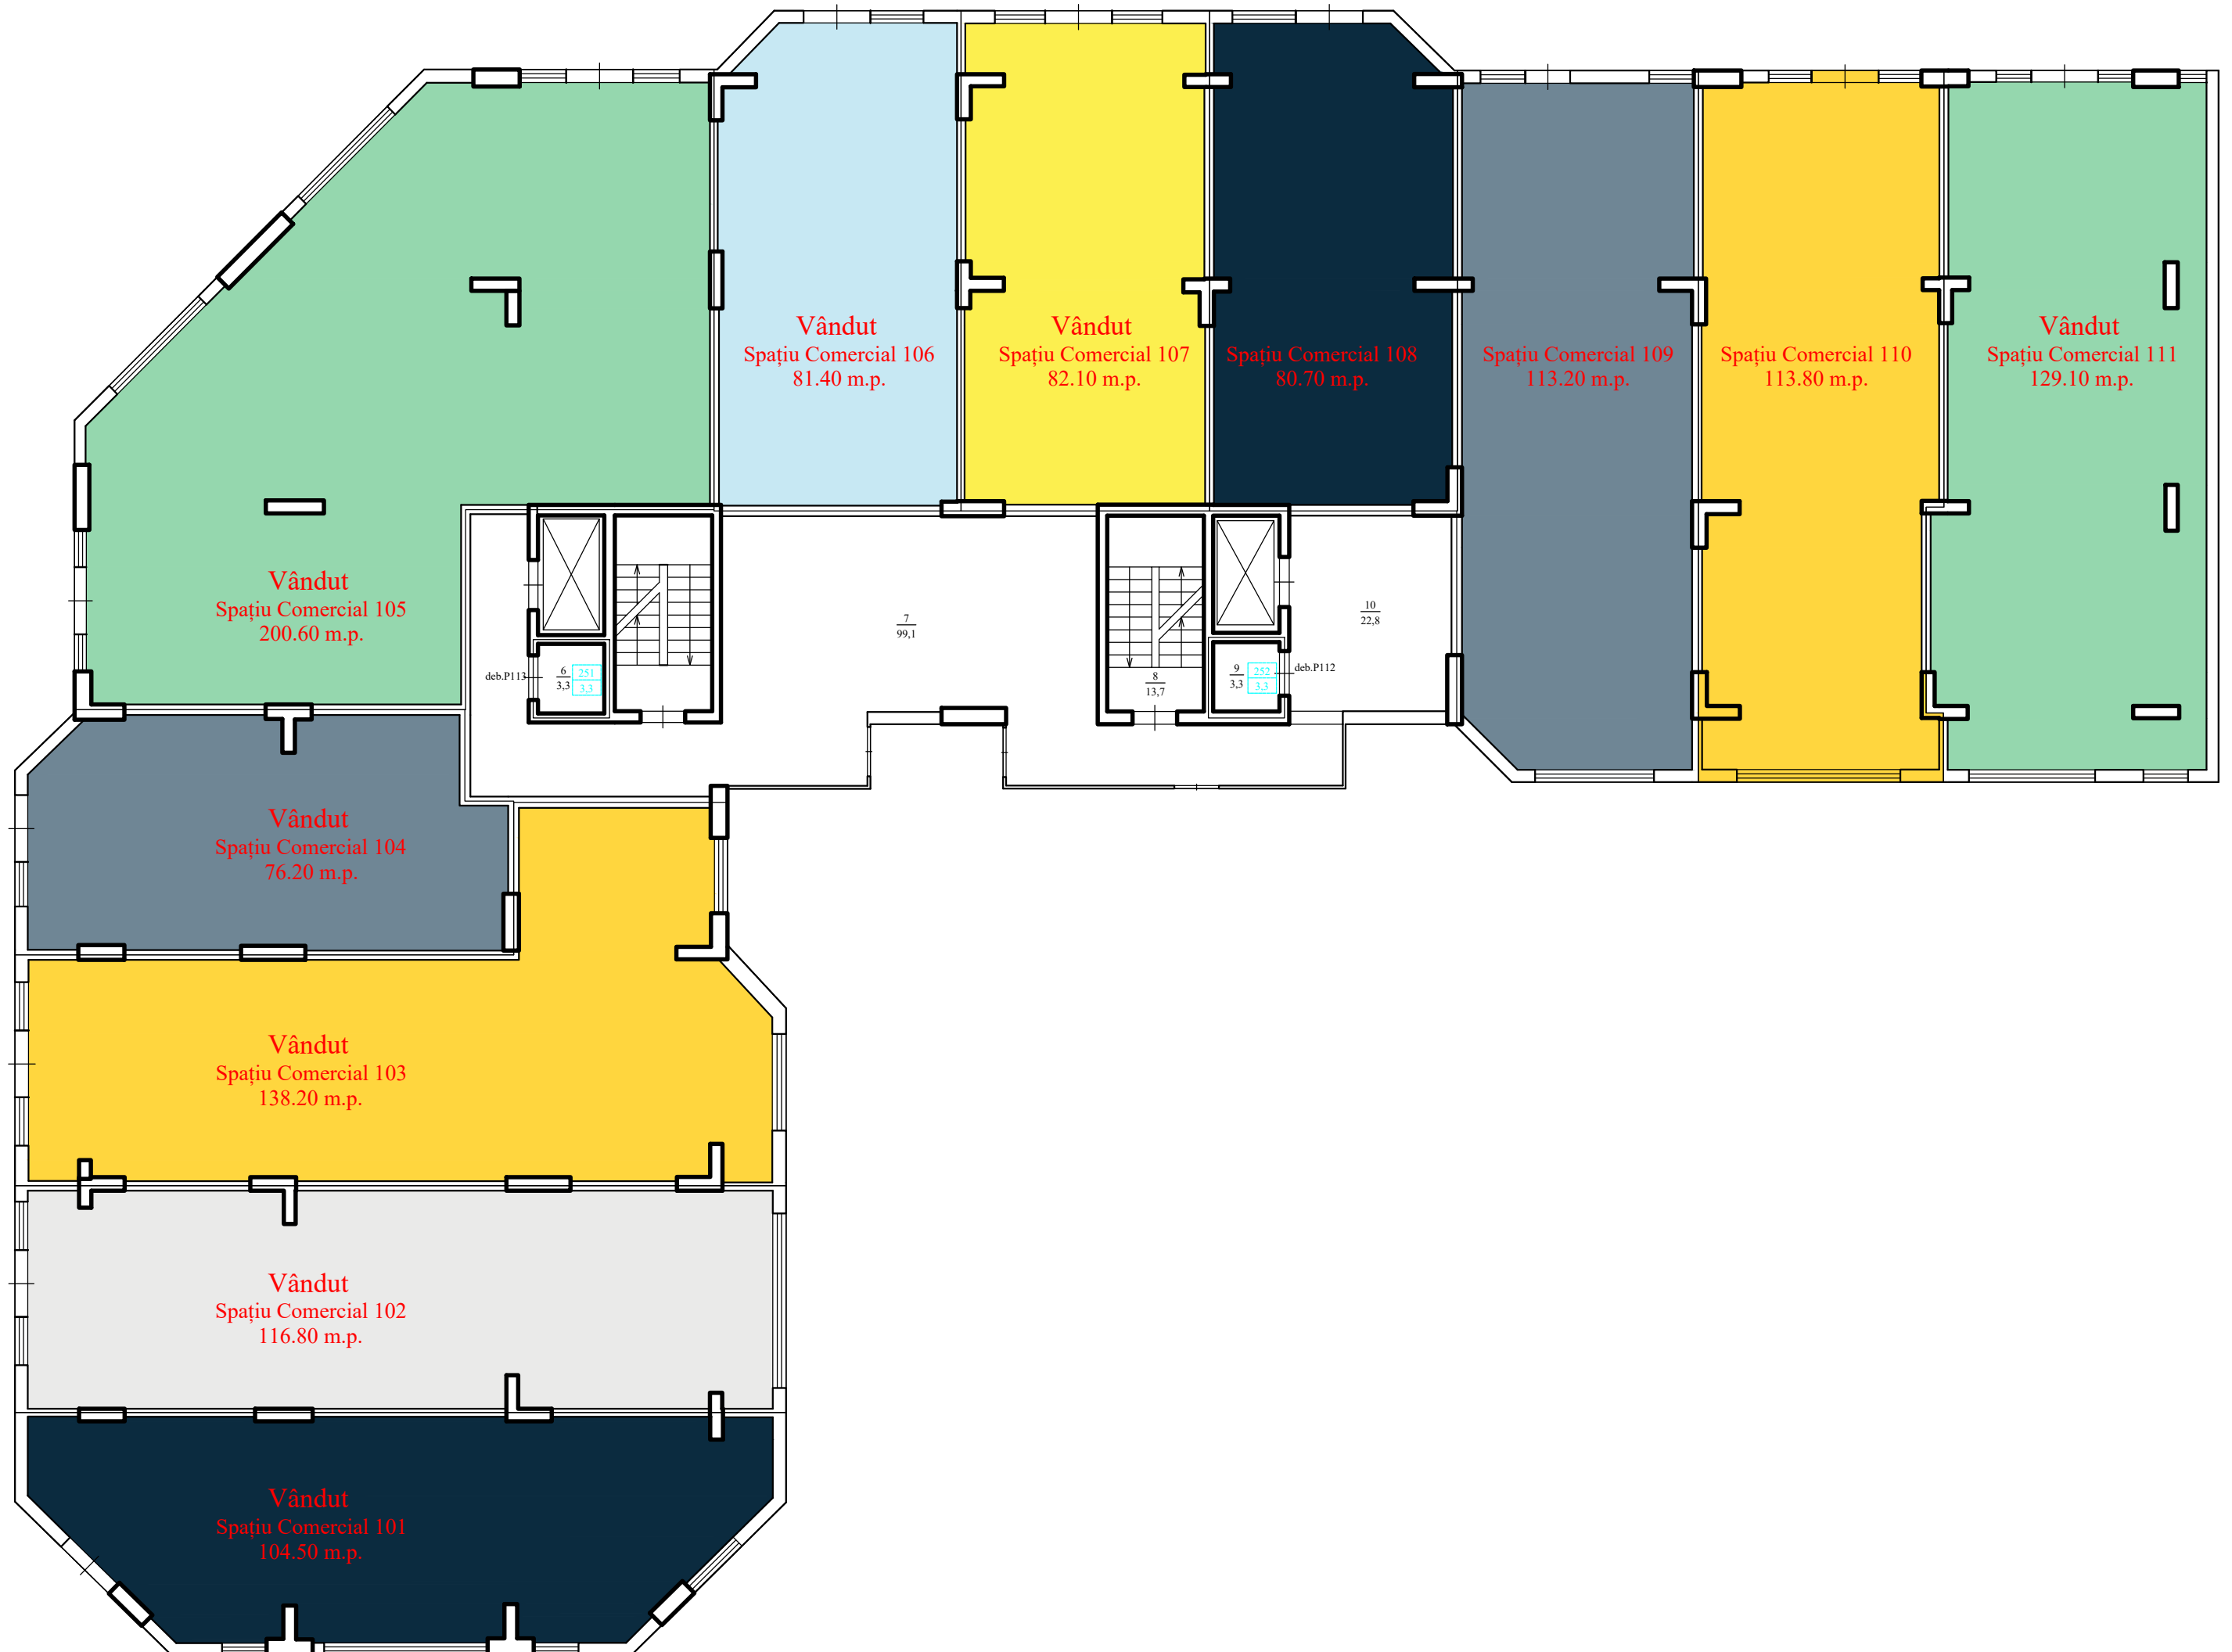 Vândut
Spațiu Comercial 106
81.40 m.p.
Vândut
Spațiu Comercial 107
82.10 m.p.
Spațiu Comercial 108
80.70 m.p.
Spațiu Comercial 109
113.20 m.p.
Spațiu Comercial 110
113.80 m.p.
Vândut
Spațiu Comercial 111
129.10 m.p.
Vândut
Spațiu Comercial 105
200.60 m.p.
7
99,1
10
22,8
deb.P113
6
3,3
251
3,3
8
13,7
9
3,3
252
3,3
deb.P112
Vândut
Spațiu Comercial 104
76.20 m.p.
Vândut
Spațiu Comercial 103
138.20 m.p.
Vândut
Spațiu Comercial 102
116.80 m.p.
Vândut
Spațiu Comercial 101
104.50 m.p.